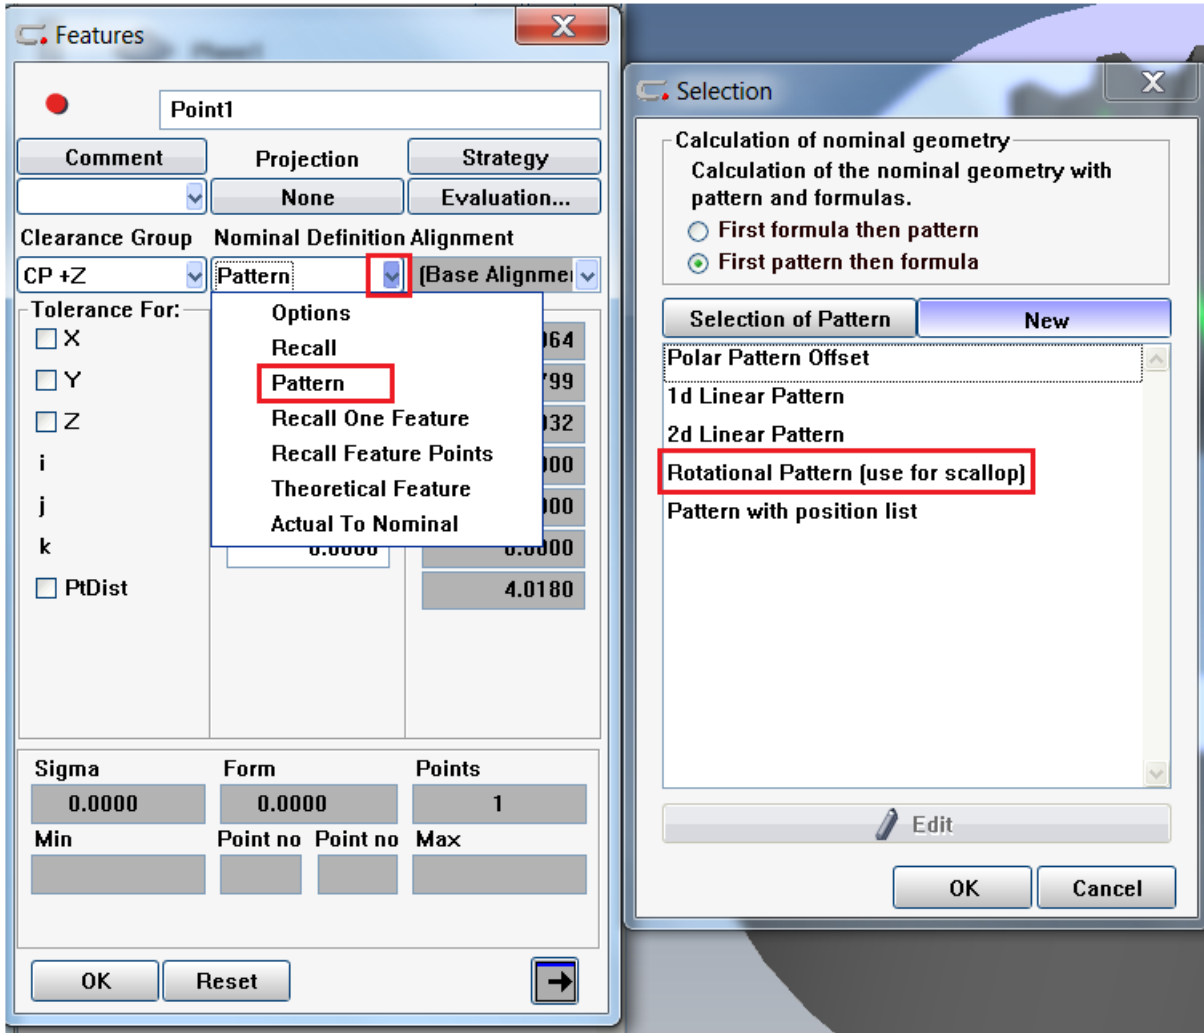 Features
Point1
Comment Projection Strategy
None Evaluation...
Clearance Group Nominal Definition Alignment
CP +Z Pattern (Base Alignme
Tolerance For:
Options
X 064
Recall
Y 799
Pattern
Z 032
Recall One Feature
i 000
Recall Feature Points
j 000
Theoretical Feature
k 0.0000 0.0000
Actual To Nominal
PtDist 4.0180
Sigma Form Points
0.0000 0.0000 1
Min Point no Point no Max
OK Reset
Selection
Calculation of nominal geometry
Calculation of the nominal geometry with
pattern and formulas.
First formula then pattern
First pattern then formula
Selection of Pattern New
Polar Pattern Offset
1d Linear Pattern
2d Linear Pattern
Rotational Pattern (use for scallop)
Pattern with position list
Edit
OK Cancel